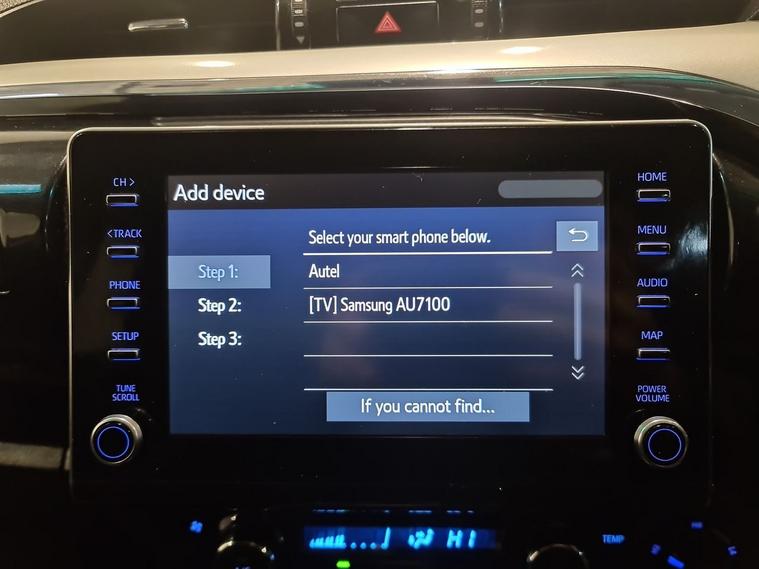 CH >
<TRACK
PHONE
SETUP
TUNE
SCROLL
Add device
Select your smart phone below.
Step 1:
Autel
Step 2:
[TV] Samsung AU7100
Step 3:
If you cannot find...
HOME
MENU
AUDIO
MAP
POWER
VOLUME
HI
TEMP